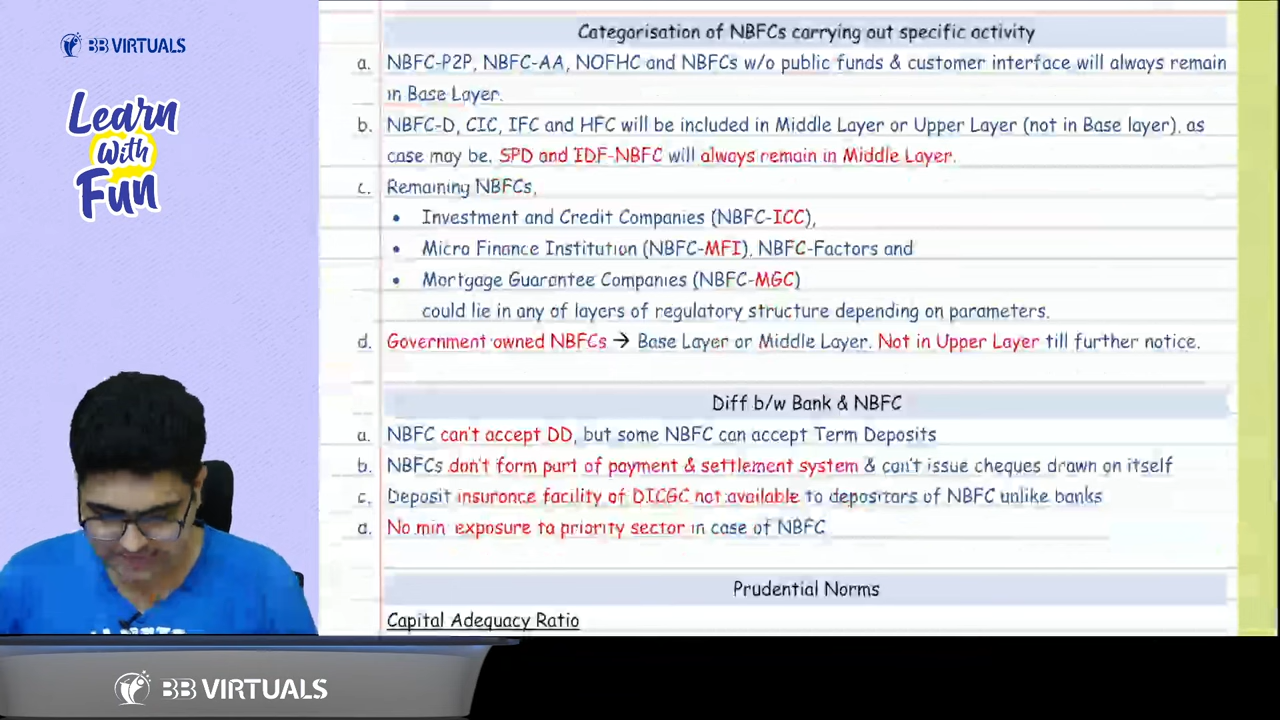 BB VIRTUALS
Learn
With
Fun
Categorisation of NBFCs carrying out specific activity
a. NBFC-P2P, NBFC-AA, NOFHC and NBFCs w/o public funds & customer interface will always remain
in Base Layer.
b. NBFC-D, CIC, IFC and HFC will be included in Middle Layer or Upper Layer (not in Base layer), as
case may be. SPD and IDF-NBFC will always remain in Middle Layer.
c. Remaining NBFCs,
• Investment and Credit Companies (NBFC-ICC),
• Micro Finance Institution (NBFC-MFI), NBFC-Factors and
• Mortgage Guarantee Companies (NBFC-MGC)
could lie in any of layers of regulatory structure depending on parameters.
d. Government owned NBFCs → Base Layer or Middle Layer. Not in Upper Layer till further notice.
Diff b/w Bank & NBFC
a. NBFC can't accept DD, but some NBFC can accept Term Deposits
b. NBFCs don't form part of payment & settlement system & can't issue cheques drawn on itself
c. Deposit insurance facility of DICGC not available to depositors of NBFC unlike banks
d. No min exposure to priority sector in case of NBFC
Prudential Norms
Capital Adequacy Ratio
BB VIRTUALS